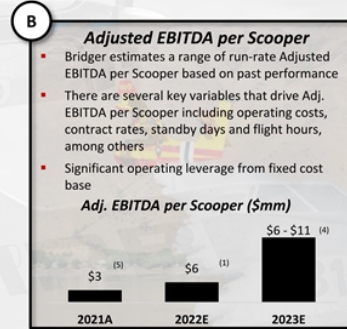 B
Adjusted EBITDA per Scooper
▪ Bridger estimates a range of run-rate Adjusted
EBITDA per Scooper based on past performance
▪ There are several key variables that drive Adj.
EBITDA per Scooper including operating costs,
contract rates, standby days and flight hours,
among others
▪ Significant operating leverage from fixed cost
base
Adj. EBITDA per Scooper ($mm)
$3 (5)
$6 (1)
$6 - $11 (4)
2021A 2022E 2023E